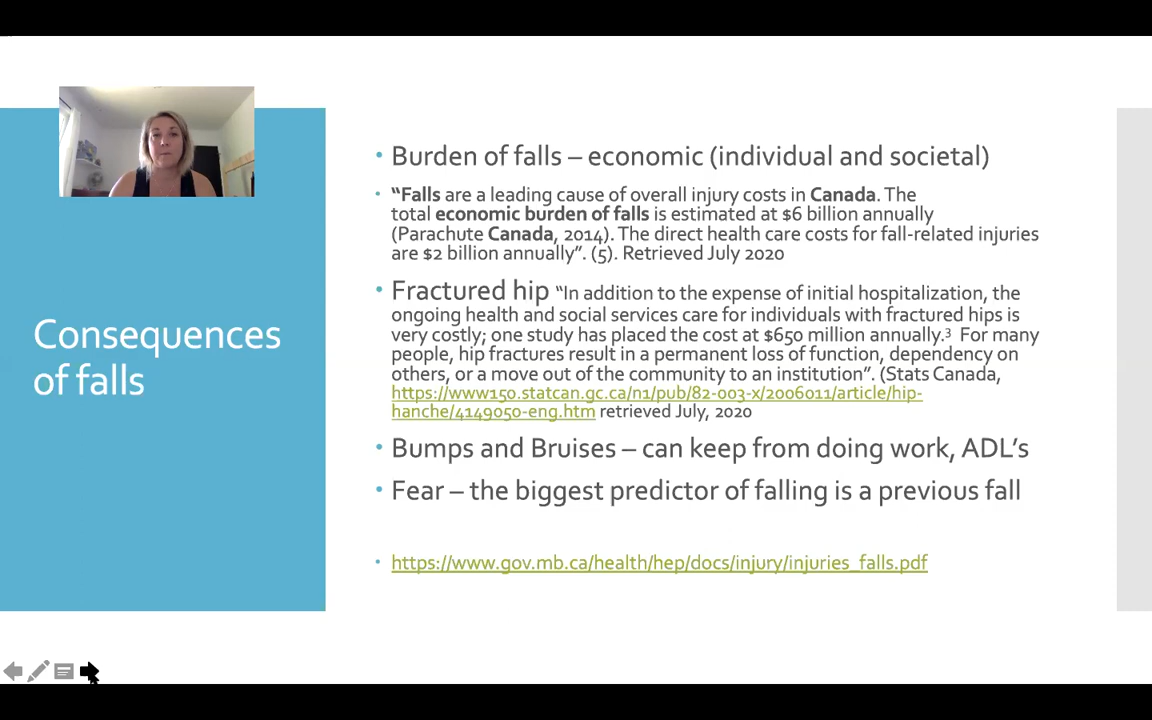 Consequences
of falls
Burden of falls – economic (individual and societal)
“Falls are a leading cause of overall injury costs in Canada. The
total economic burden of falls is estimated at $6 billion annually
(Parachute Canada, 2014). The direct health care costs for fall-related injuries
are $2 billion annually”. (5). Retrieved July 2020
Fractured hip “In addition to the expense of initial hospitalization, the
ongoing health and social services care for individuals with fractured hips is
very costly; one study has placed the cost at $650 million annually.³  For many
people, hip fractures result in a permanent loss of function, dependency on
others, or a move out of the community to an institution”. (Stats Canada,
https://www150.statcan.gc.ca/n1/pub/82-003-x/2006011/article/hip-
hanche/4149050-eng.htm retrieved July, 2020
Bumps and Bruises – can keep from doing work, ADL’s
Fear – the biggest predictor of falling is a previous fall
https://www.gov.mb.ca/health/hep/docs/injury/injuries_falls.pdf